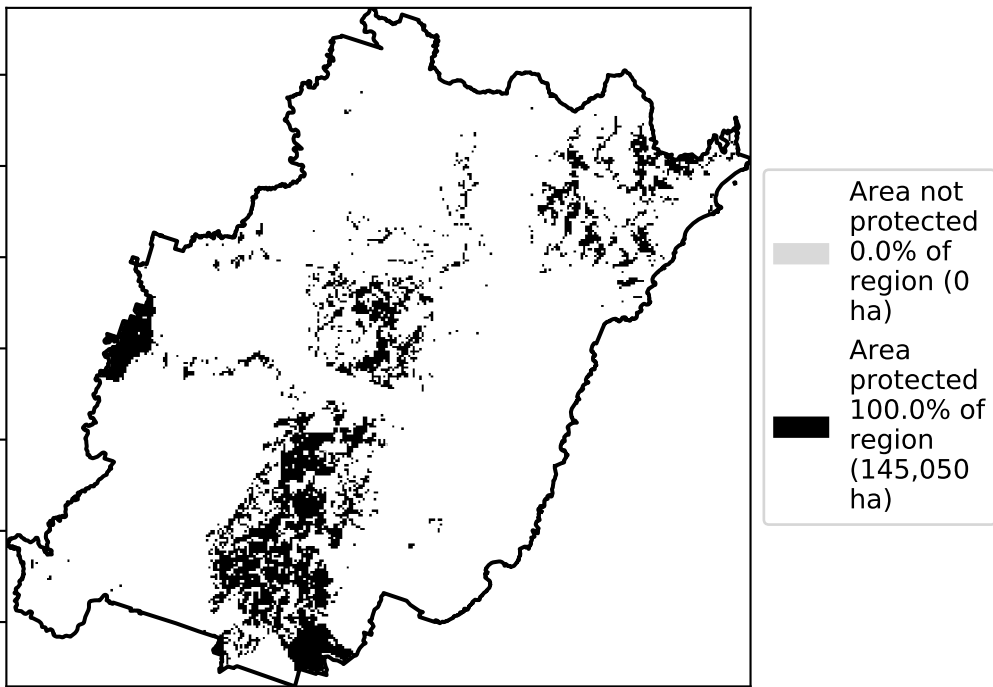 Area not
protected
0.0% of
region (0
ha)
Area
protected
100.0% of
region
(145,050
ha)